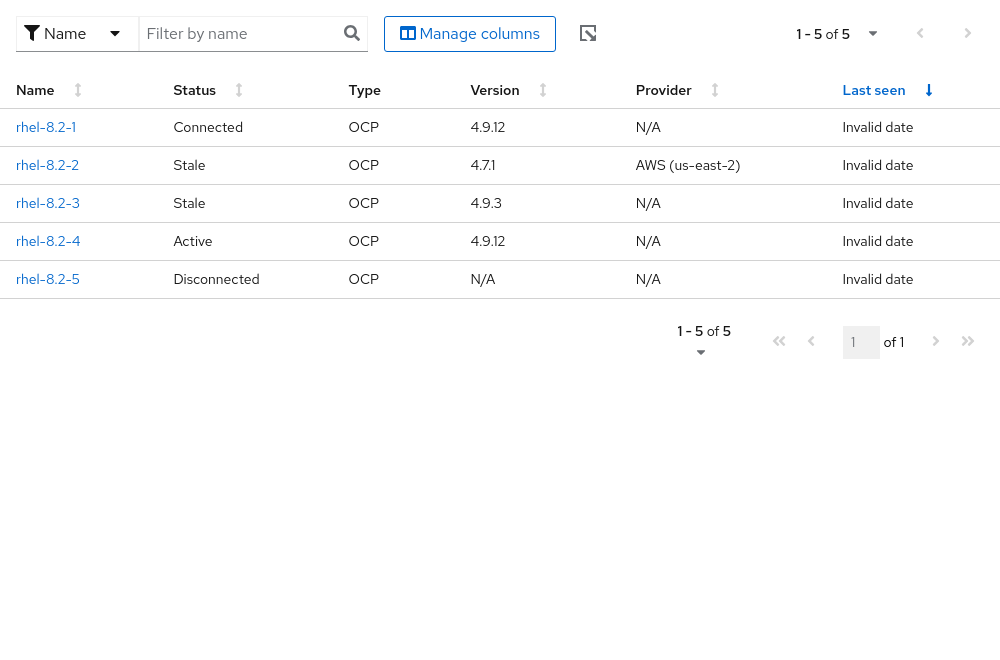 Name Filter by name Manage columns 1 - 5 of 5
Name Status Type Version Provider Last seen
rhel-8.2-1 Connected OCP 4.9.12 N/A Invalid date
rhel-8.2-2 Stale OCP 4.7.1 AWS (us-east-2) Invalid date
rhel-8.2-3 Stale OCP 4.9.3 N/A Invalid date
rhel-8.2-4 Active OCP 4.9.12 N/A Invalid date
rhel-8.2-5 Disconnected OCP N/A N/A Invalid date
1 - 5 of 5 1 of 1